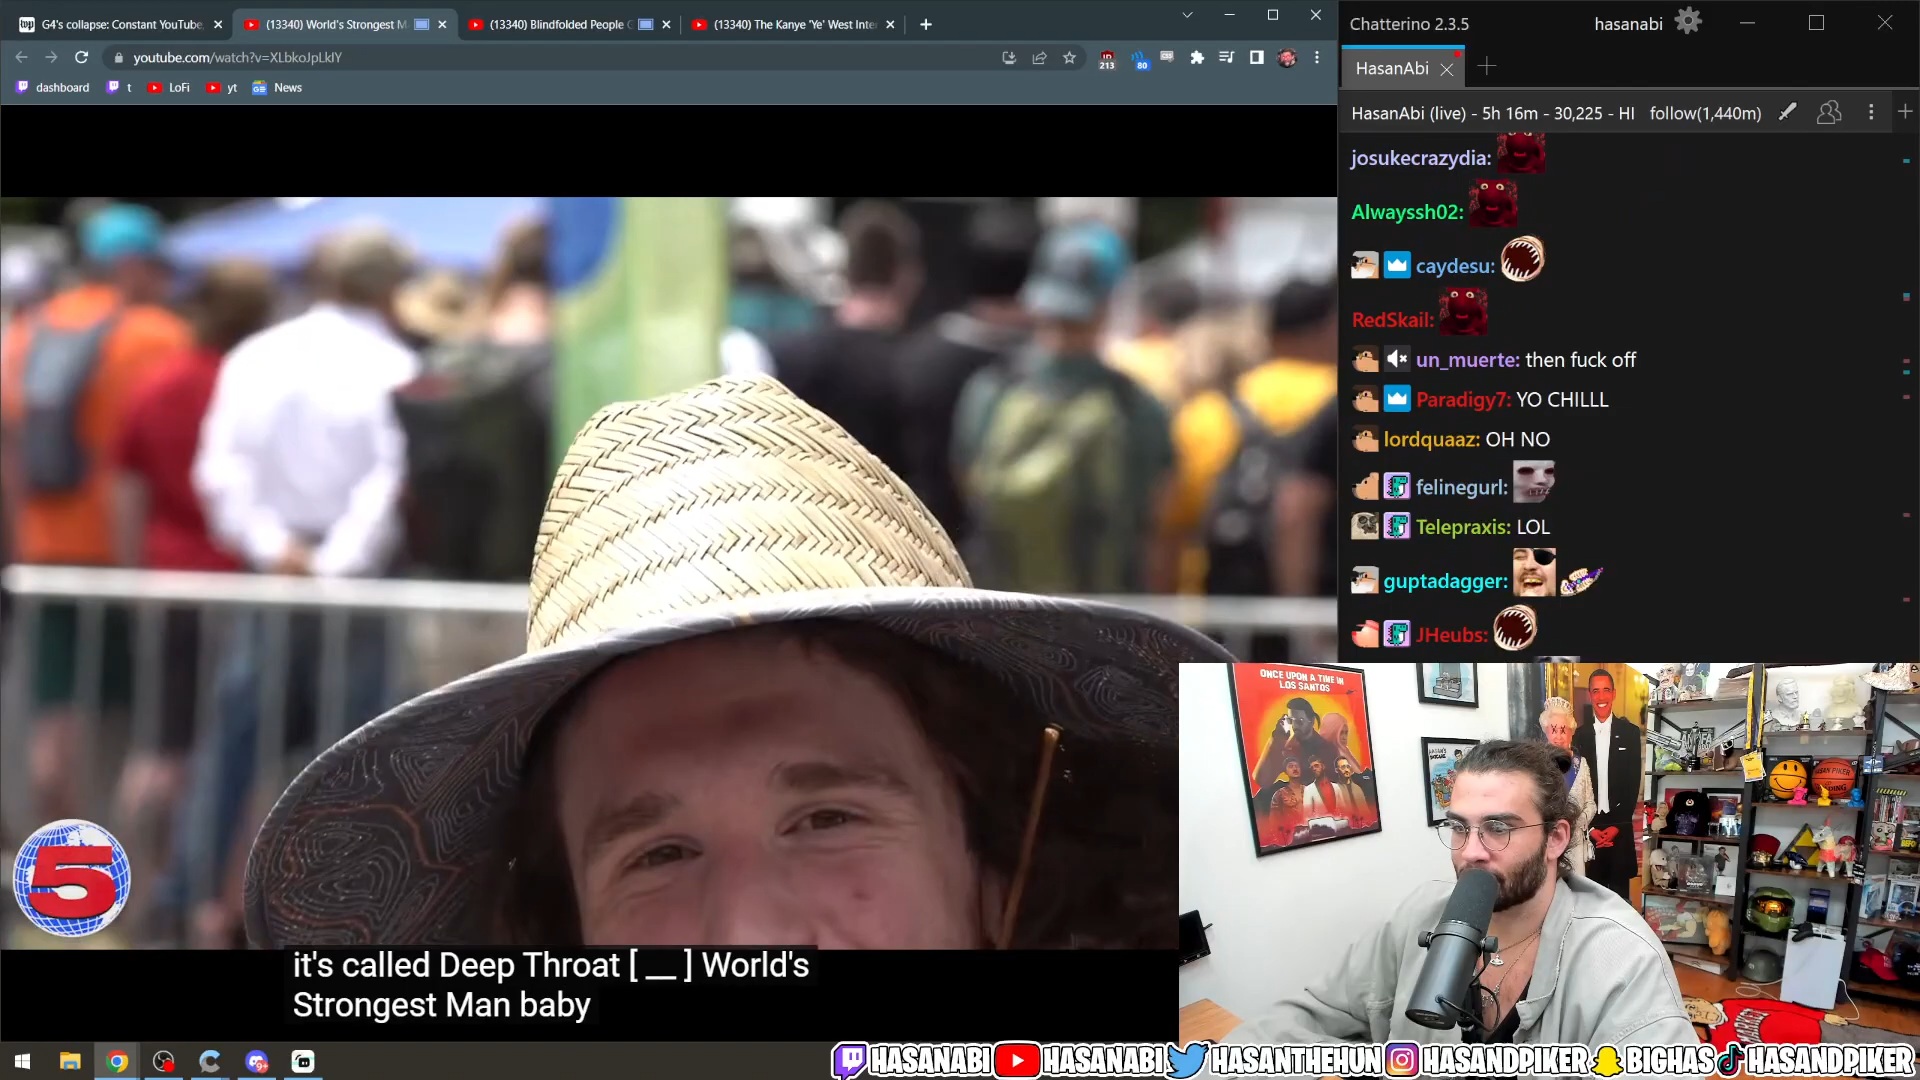 G4's collapse: Constant YouTube,
(13340) World's Strongest M
(13340) Blindfolded People G
(13340) The Kanye 'Ye' West Inte
youtube.com/watch?v=XLbkoJpLkIY
213
80
dashboard
t
LoFi
yt
News
Chatterino 2.3.5
hasanabi
HasanAbi
HasanAbi (live) - 5h 16m - 30,225 - HI
follow(1,440m)
josukecrazydia:
Alwayssh02:
caydesu:
RedSkail:
un_muerte: then fuck off
Paradigy7: YO CHILLL
lordquaaz: OH NO
felinegurl:
Telepraxis: LOL
guptadagger:
JHeubs:
5
it's called Deep Throat [ __ ] World's
Strongest Man baby
ONCE UPON A TIME IN
LOS SANTOS
HASANABI
HASANABI
HASANTHEHUN
HASANDPIKER
BIGHAS
HASANDPIKER